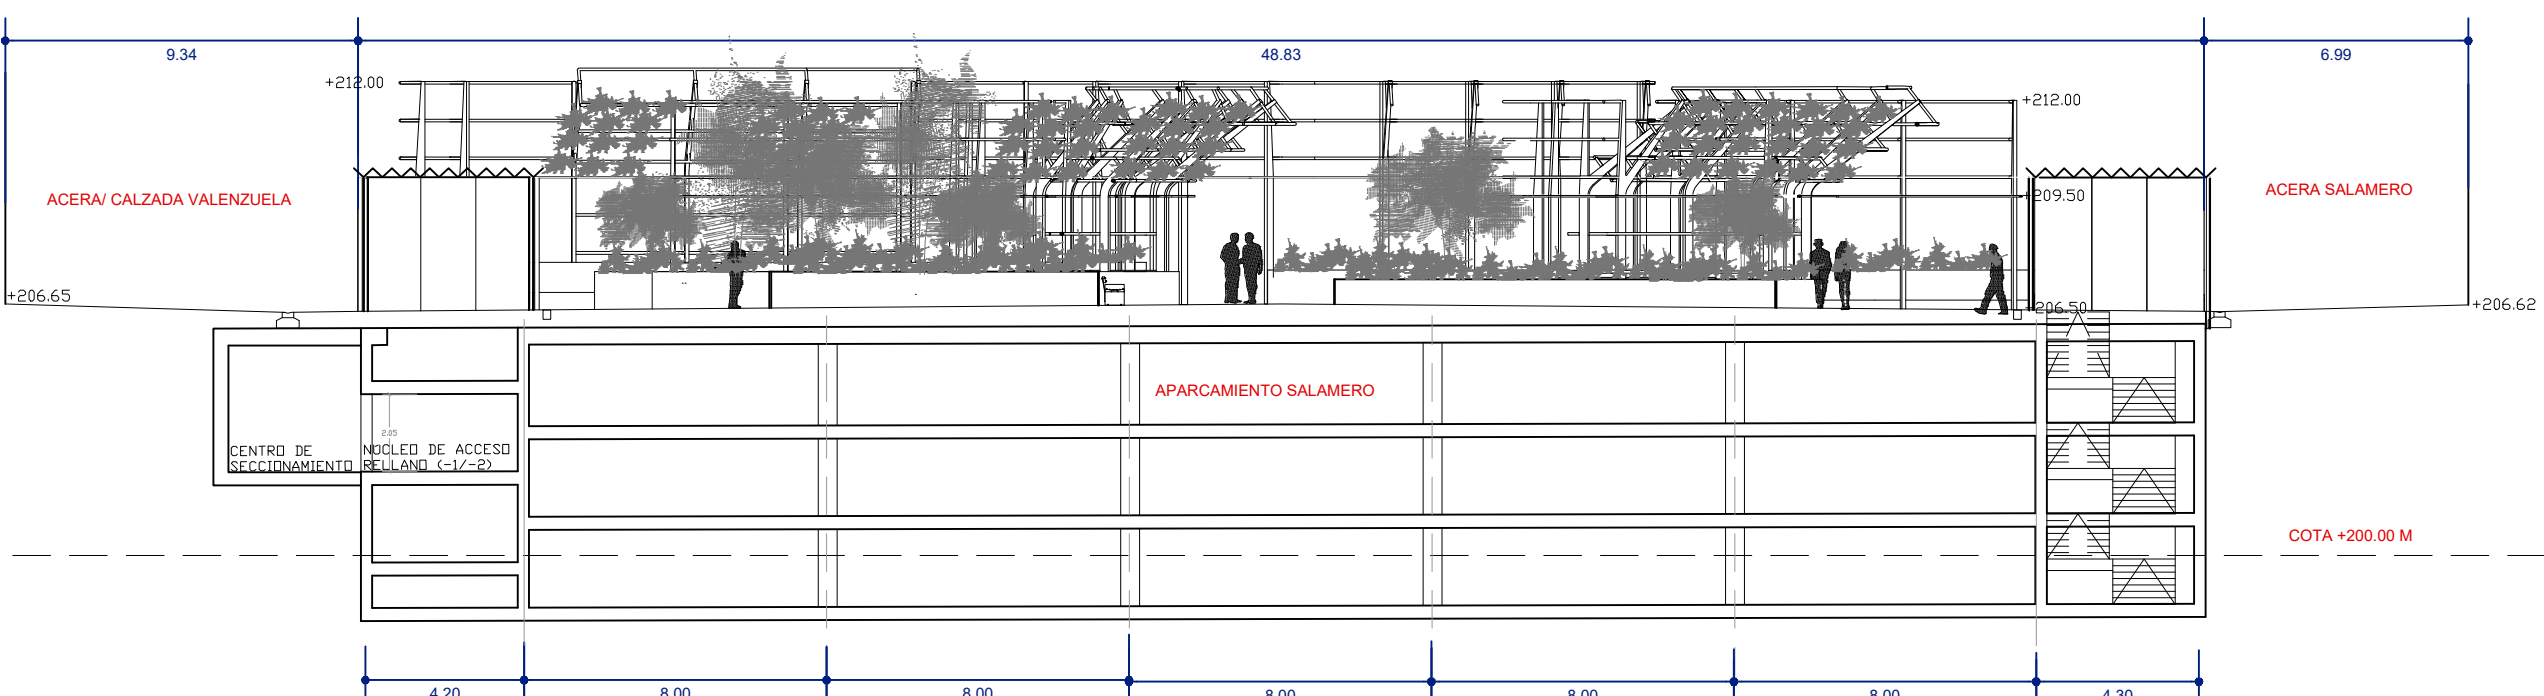 9.34
48.83
6.99
+212.00
+212.00
ACERA/ CALZADA VALENZUELA
ACERA SALAMERO
+209.50
+206.65
+206.50
+206.62
APARCAMIENTO SALAMERO
2.05
CENTRO DE
SECCIONAMIENTO
NÚCLEO DE ACCESO
RELLANO (-1/-2)
COTA +200.00 M
4.20
8.00
8.00
8.00
8.00
8.00
4.30